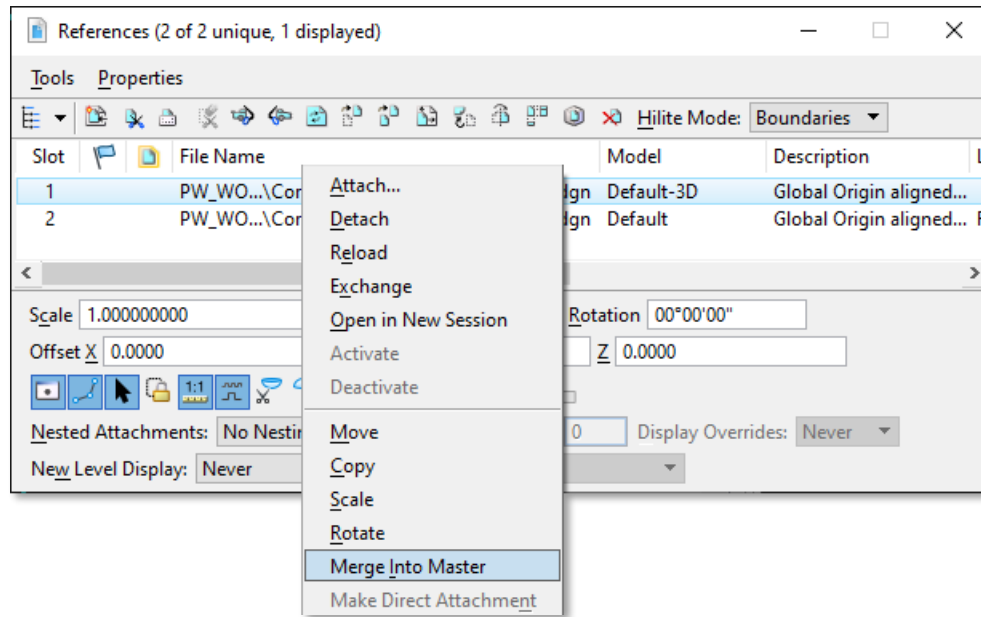 References (2 of 2 unique, 1 displayed)
Tools Properties
Hilite Mode: Boundaries
Slot File Name Model Description
1 PW_WO...\Cor dgn Default-3D Global Origin aligned...
2 PW_WO...\Cor dgn Default Global Origin aligned...
Scale 1.000000000 Rotation 00°00'00"
Offset X 0.0000 Z 0.0000
1:1
Nested Attachments: No Nestin 0 Display Overrides: Never
New Level Display: Never
Attach...
Detach
Reload
Exchange
Open in New Session
Activate
Deactivate
Move
Copy
Scale
Rotate
Merge Into Master
Make Direct Attachment